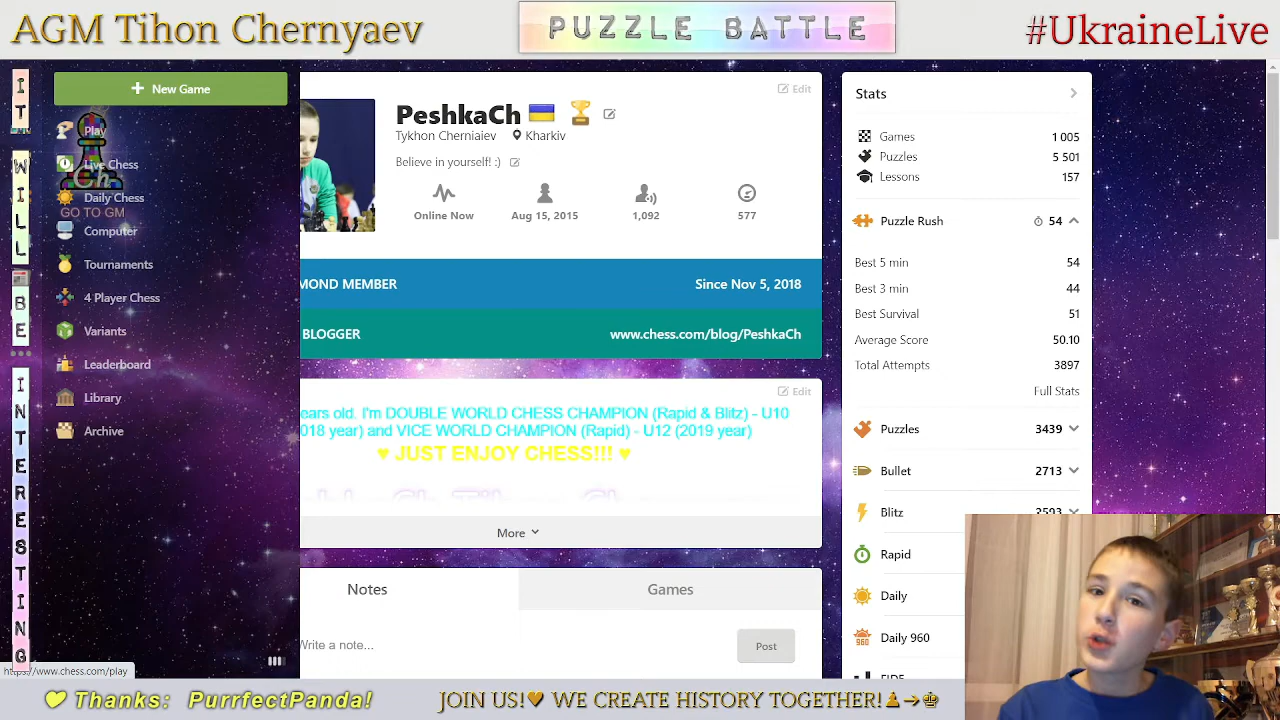 AGM Tihon Chernyaev
PUZZLE BATTLE
#UkraineLive
IT WILL BE INTERESTING
New Game
Play
Live Chess
Daily Chess
GO TO GM
Computer
Tournaments
4 Player Chess
Variants
Leaderboard
Library
Archive
Ch
https://www.chess.com/play
Edit
PeshkaCh
Tykhon Cherniaiev Kharkiv
Believe in yourself! :)
Online Now Aug 15, 2015 1,092 577
MOND MEMBER Since Nov 5, 2018
BLOGGER www.chess.com/blog/PeshkaCh
Edit
ears old. I'm DOUBLE WORLD CHESS CHAMPION (Rapid & Blitz) - U10
018 year) and VICE WORLD CHAMPION (Rapid) - U12 (2019 year)
♥ JUST ENJOY CHESS!!! ♥
More
Notes Games
Write a note...
Post
Stats
Games 1 005
Puzzles 5 501
Lessons 157
Puzzle Rush 54
Best 5 min 54
Best 3 min 44
Best Survival 51
Average Score 50.10
Total Attempts 3897
Full Stats
Puzzles 3439
Bullet 2713
Blitz
Rapid
Daily
Daily 960
FIDE
Thanks: PurrfectPanda!
JOIN US!♥ WE CREATE HISTORY TOGETHER!♟→♚